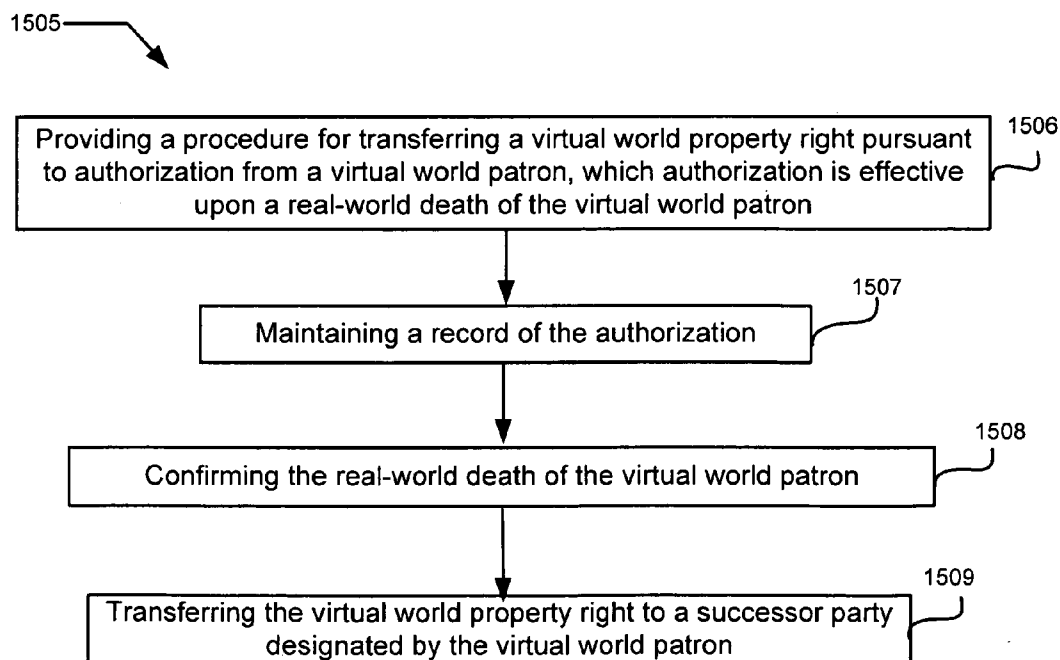 1505
Providing a procedure for transferring a virtual world property right pursuant
to authorization from a virtual world patron, which authorization is effective
upon a real-world death of the virtual world patron
1506
Maintaining a record of the authorization
1507
Confirming the real-world death of the virtual world patron
1508
Transferring the virtual world property right to a successor party
designated by the virtual world patron
1509